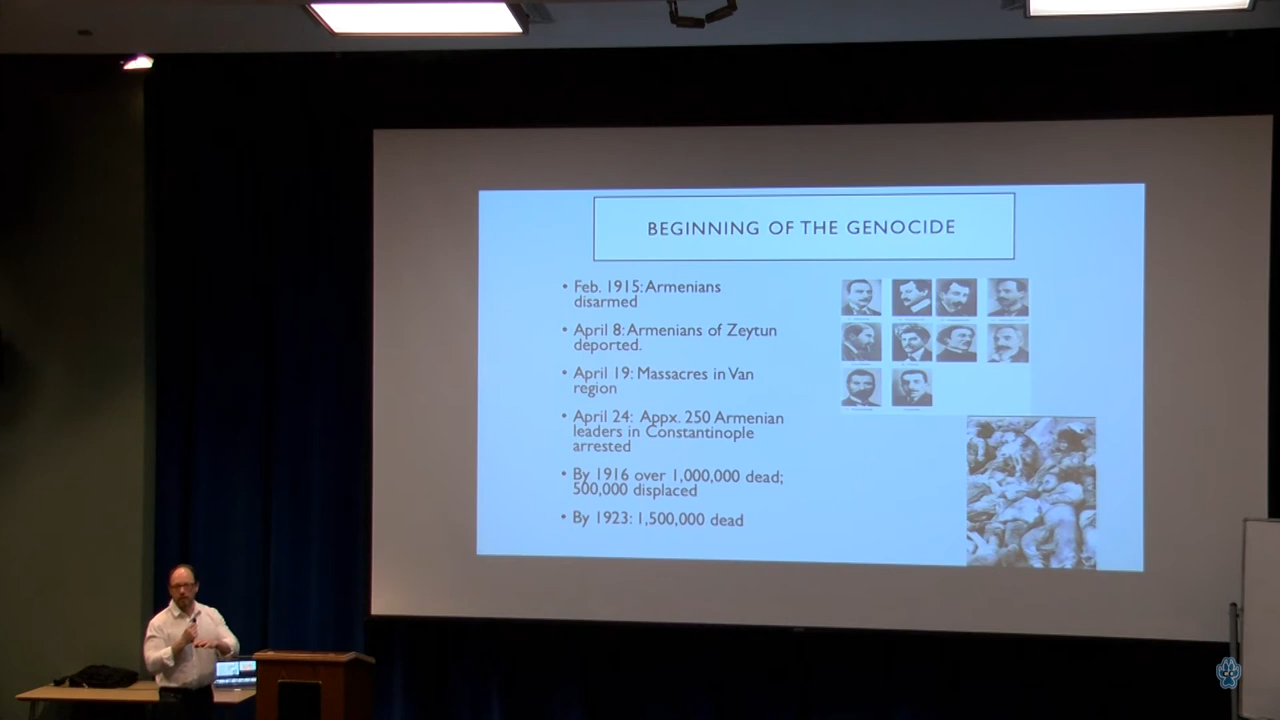 BEGINNING OF THE GENOCIDE
• Feb. 1915: Armenians
disarmed
• April 8: Armenians of Zeytun
deported.
• April 19: Massacres in Van
region
• April 24: Appx. 250 Armenian
leaders in Constantinople
arrested
• By 1916 over 1,000,000 dead;
500,000 displaced
• By 1923: 1,500,000 dead